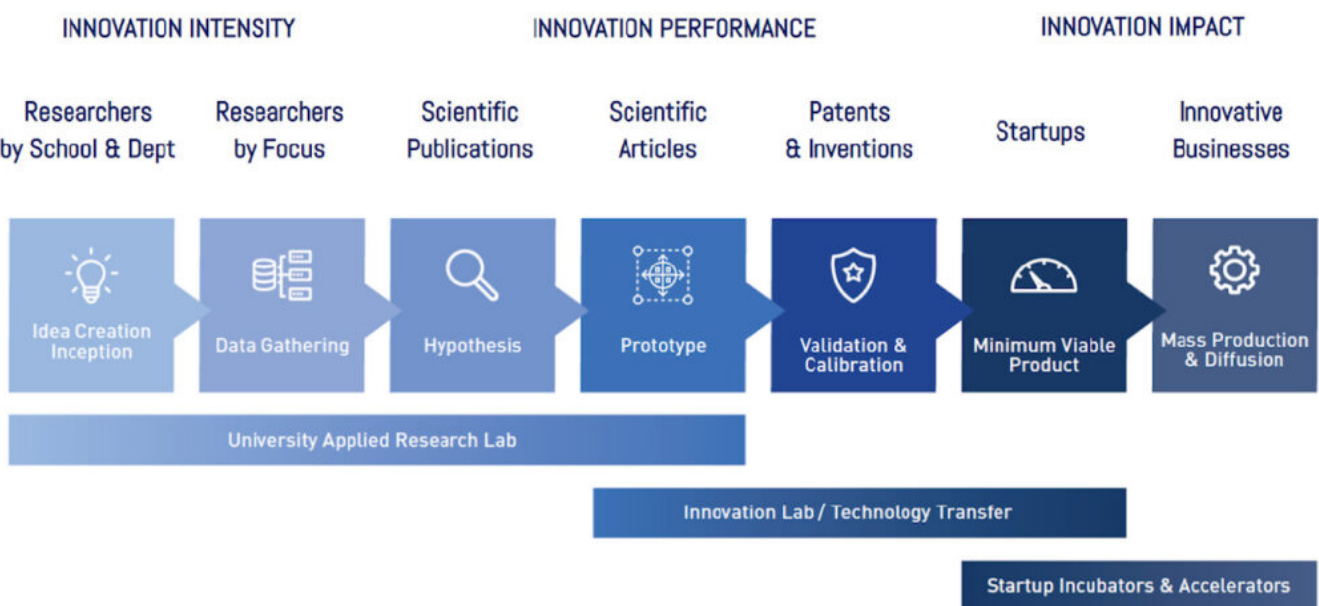 INNOVATION INTENSITY
INNOVATION PERFORMANCE
INNOVATION IMPACT
Researchers
by School & Dept
Researchers
by Focus
Scientific
Publications
Scientific
Articles
Patents
& Inventions
Startups
Innovative
Businesses
Idea Creation
Inception
Data Gathering
Hypothesis
Prototype
Validation &
Calibration
Minimum Viable
Product
Mass Production
& Diffusion
University Applied Research Lab
Innovation Lab / Technology Transfer
Startup Incubators & Accelerators